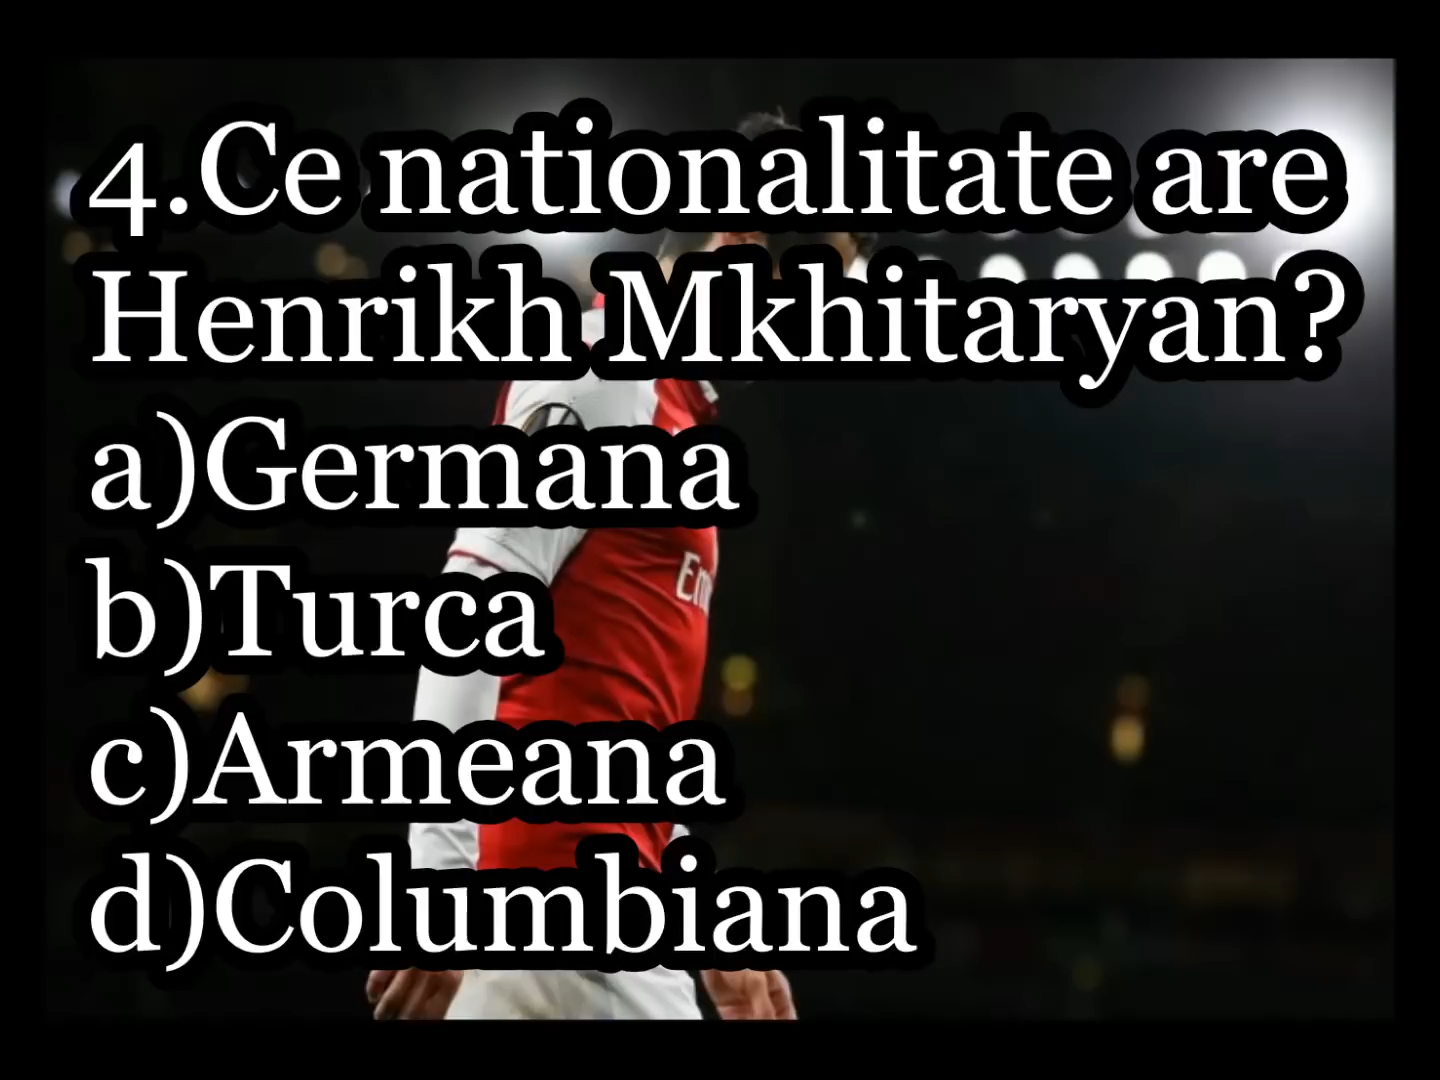 4.Ce nationalitate are
Henrikh Mkhitaryan?
a)Germana
b)Turca
c)Armeana
d)Columbiana